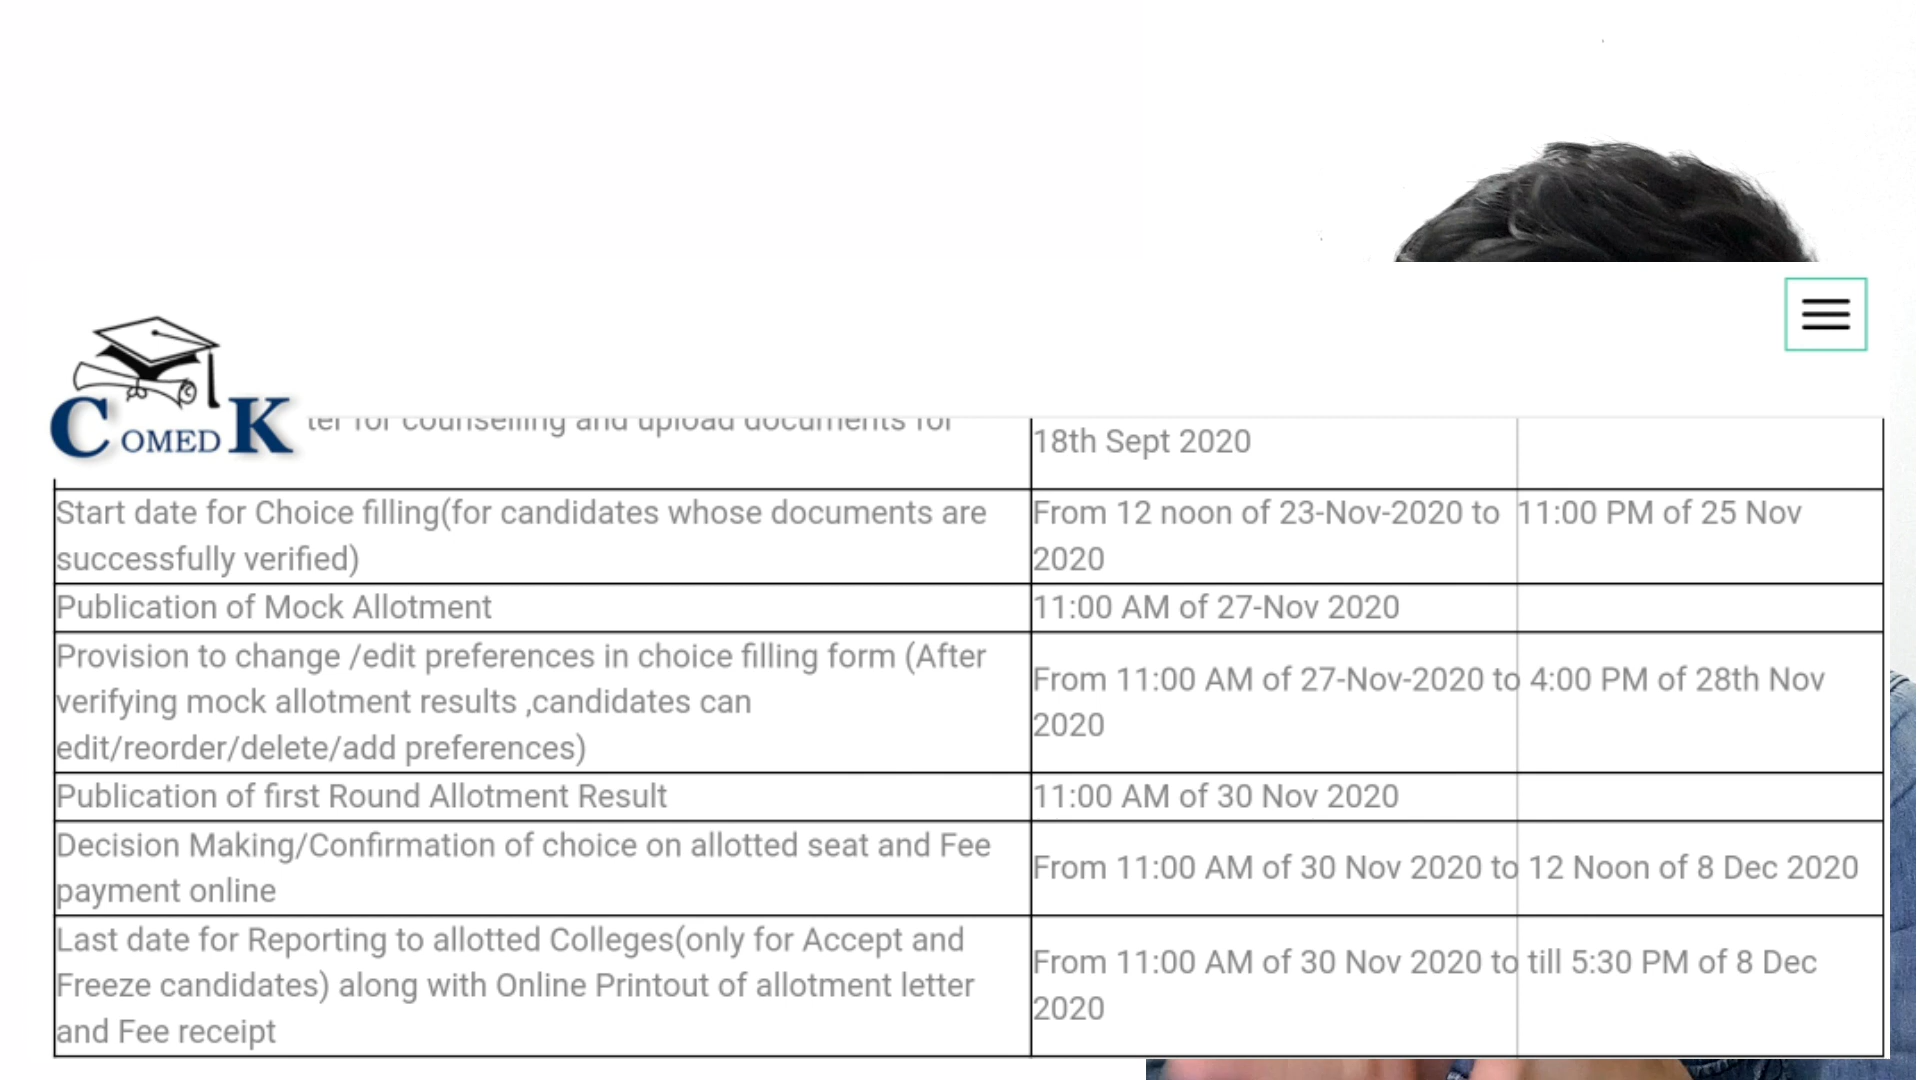 COMEDK
ter for counselling and upload documents for
18th Sept 2020
Start date for Choice filling(for candidates whose documents are
successfully verified)
From 12 noon of 23-Nov-2020 to 11:00 PM of 25 Nov
2020
Publication of Mock Allotment
11:00 AM of 27-Nov 2020
Provision to change /edit preferences in choice filling form (After
verifying mock allotment results ,candidates can
edit/reorder/delete/add preferences)
From 11:00 AM of 27-Nov-2020 to 4:00 PM of 28th Nov
2020
Publication of first Round Allotment Result
11:00 AM of 30 Nov 2020
Decision Making/Confirmation of choice on allotted seat and Fee
payment online
From 11:00 AM of 30 Nov 2020 to 12 Noon of 8 Dec 2020
Last date for Reporting to allotted Colleges(only for Accept and
Freeze candidates) along with Online Printout of allotment letter
and Fee receipt
From 11:00 AM of 30 Nov 2020 to till 5:30 PM of 8 Dec
2020